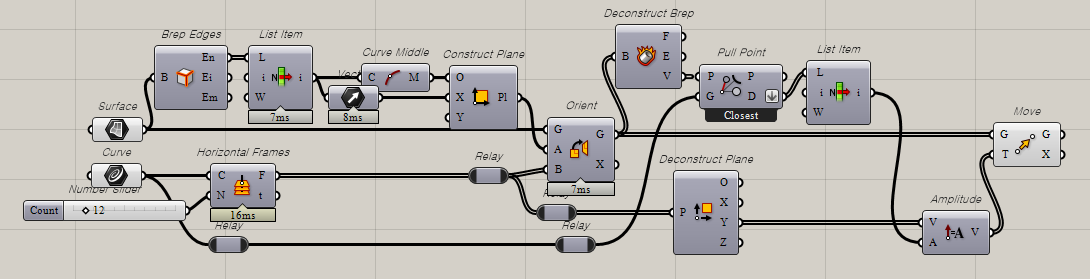 Deconstruct Brep
Brep Edges
List Item
Curve Middle
Construct Plane
Pull Point
List Item
B
En
Ei
Em
L
i
W
N
i
7ms
C
M
8ms
O
X
Y
Pl
B
F
E
V
P
G
P
D
Closest
L
i
W
N
i
Surface
Orient
Move
G
A
B
G
X
7ms
G
T
G
X
Curve
Horizontal Frames
Relay
Deconstruct Plane
Number Slider
Count
12
C
N
F
t
16ms
Relay
Relay
P
O
X
Y
Z
Amplitude
V
A
A
V